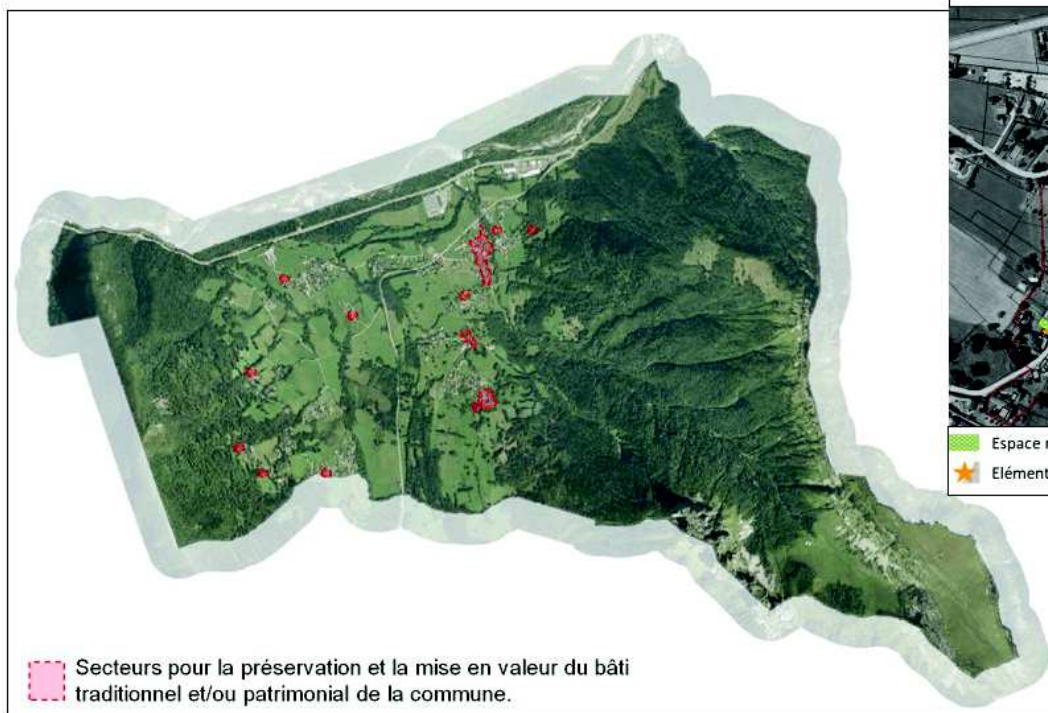 Secteurs pour la préservation et la mise en valeur du bâti
traditionnel et/ou patrimonial de la commune.
Espace
Elément